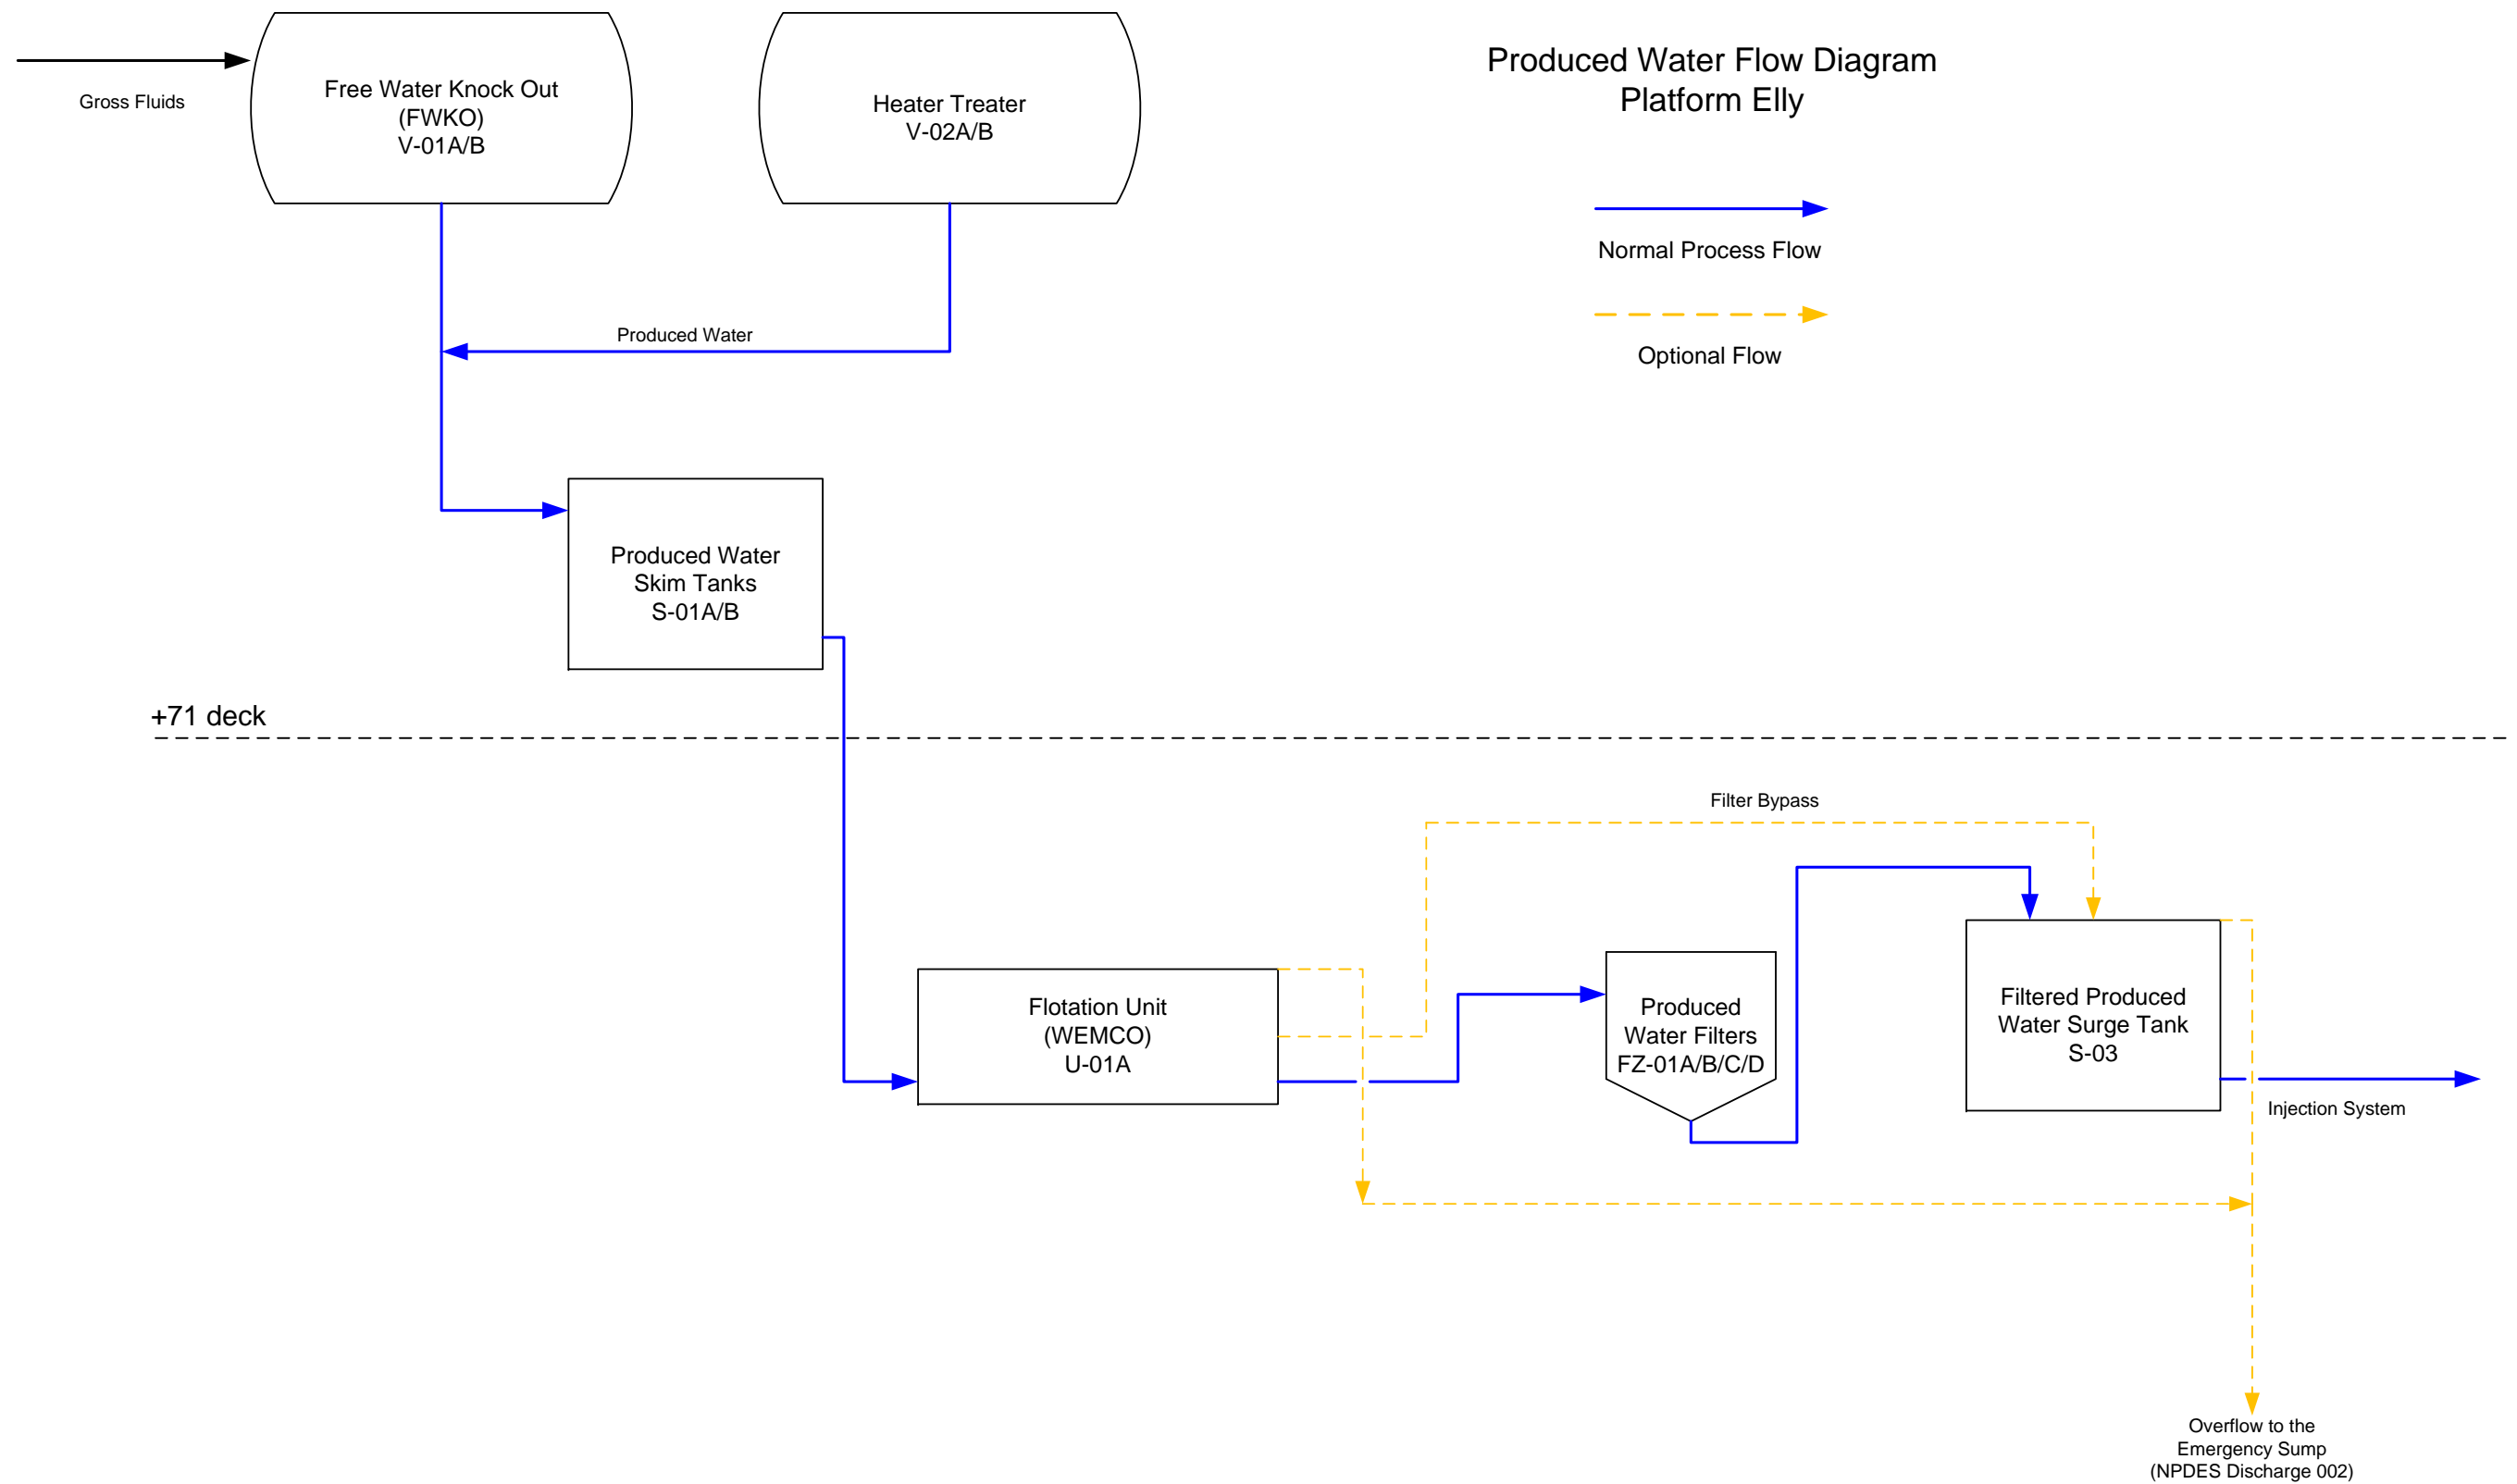 Produced Water Flow Diagram
Platform Elly
Gross Fluids
Free Water Knock Out
(FWKO)
V-01A/B
Heater Treater
V-02A/B
Normal Process Flow
Optional Flow
Produced Water
Produced Water
Skim Tanks
S-01A/B
+71 deck
Filter Bypass
Flotation Unit
(WEMCO)
U-01A
Produced
Water Filters
FZ-01A/B/C/D
Filtered Produced
Water Surge Tank
S-03
Injection System
Overflow to the
Emergency Sump
(NPDES Discharge 002)